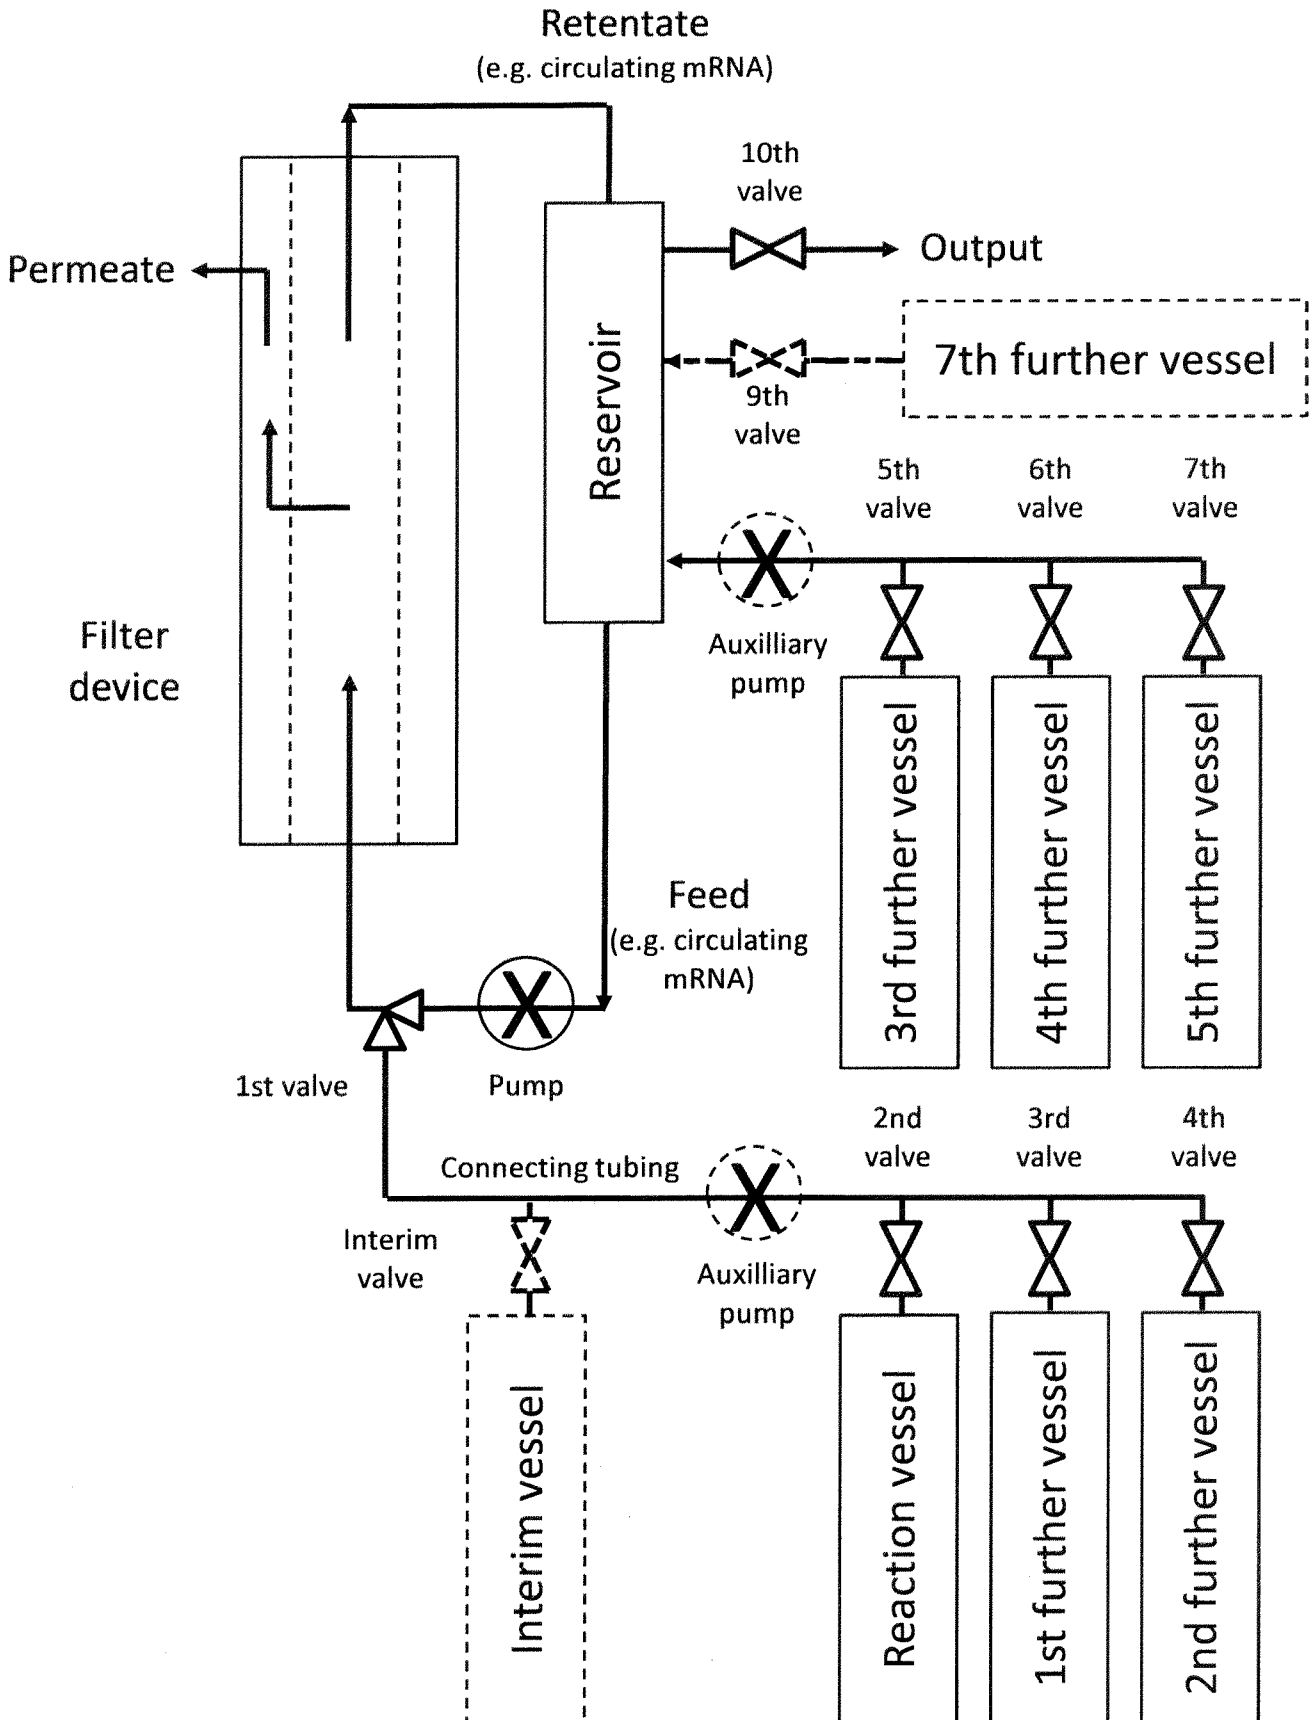 Retentate
(e.g. circulating mRNA)
10th
valve
Output
Permeate
Reservoir
7th further vessel
9th
valve
5th
valve
6th
valve
7th
valve
Auxilliary
pump
Filter
device
3rd further vessel
4th further vessel
5th further vessel
Feed
(e.g. circulating
mRNA)
1st valve
Pump
2nd
valve
3rd
valve
4th
valve
Connecting tubing
Interim
valve
Auxilliary
pump
Interim vessel
Reaction vessel
1st further vessel
2nd further vessel